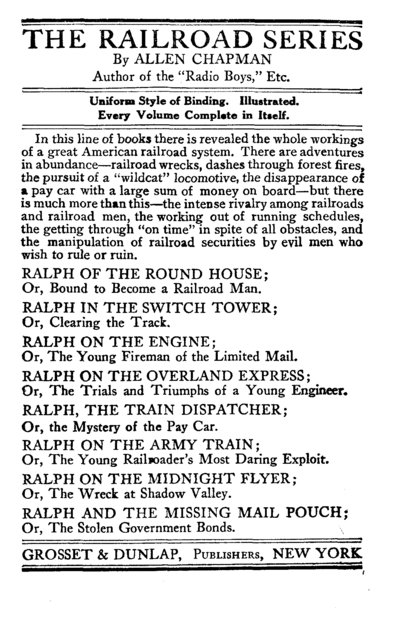 THE RAILROAD SERIES
By ALLEN CHAPMAN
Author of the "Radio Boys," Etc.
Uniform Style of Binding. Illustrated.
Every Volume Complete in Itself.
In this line of books there is revealed the whole workings
of a great American railroad system. There are adventures
in abundance—railroad wrecks, dashes through forest fires,
the pursuit of a "wildcat" locomotive, the disappearance of
a pay car with a large sum of money on board—but there
is much more than this—the intense rivalry among railroads
and railroad men, the working out of running schedules,
the getting through "on time" in spite of all obstacles, and
the manipulation of railroad securities by evil men who
wish to rule or ruin.
RALPH OF THE ROUND HOUSE;
Or, Bound to Become a Railroad Man.
RALPH IN THE SWITCH TOWER;
Or, Clearing the Track.
RALPH ON THE ENGINE;
Or, The Young Fireman of the Limited Mail.
RALPH ON THE OVERLAND EXPRESS;
Or, The Trials and Triumphs of a Young Engineer.
RALPH, THE TRAIN DISPATCHER;
Or, the Mystery of the Pay Car.
RALPH ON THE ARMY TRAIN;
Or, The Young Railroader's Most Daring Exploit.
RALPH ON THE MIDNIGHT FLYER;
Or, The Wreck at Shadow Valley.
RALPH AND THE MISSING MAIL POUCH;
Or, The Stolen Government Bonds.
GROSSET & DUNLAP, PUBLISHERS, NEW YORK